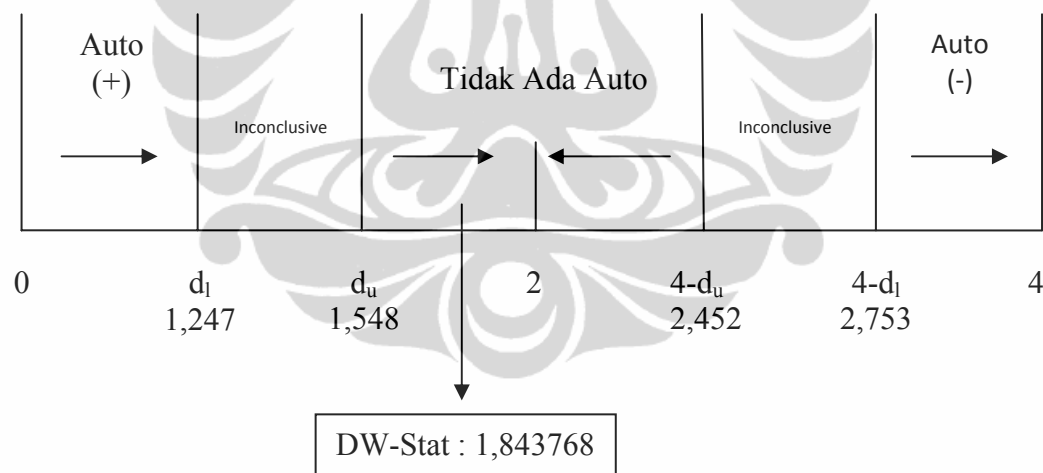 Auto
(+)
Inconclusive
Tidak Ada Auto
Inconclusive
Auto
(-)
0 dl du 2 4-du 4-dl 4
1,247 1,548 2,452 2,753
DW-Stat : 1,843768